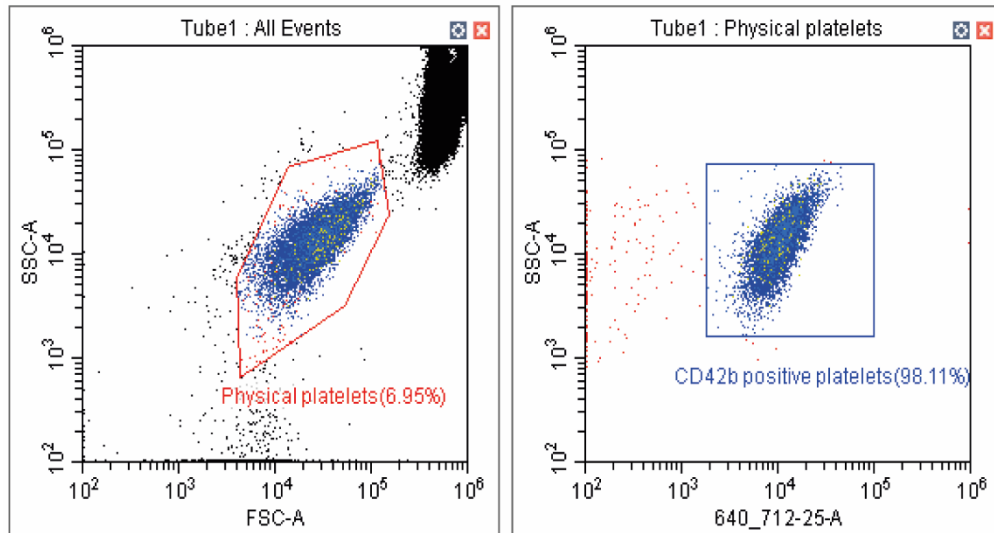 Tube1 : All Events
10^6
10^5
10^4
10^3
10^2
SSC-A
Physical platelets(6.95%)
10^2 10^3 10^4 10^5 10^6
FSC-A
Tube1 : Physical platelets
10^6
10^5
10^4
10^3
10^2
SSC-A
CD42b positive platelets(98.11%)
10^2 10^3 10^4 10^5 10^6
640_712-25-A